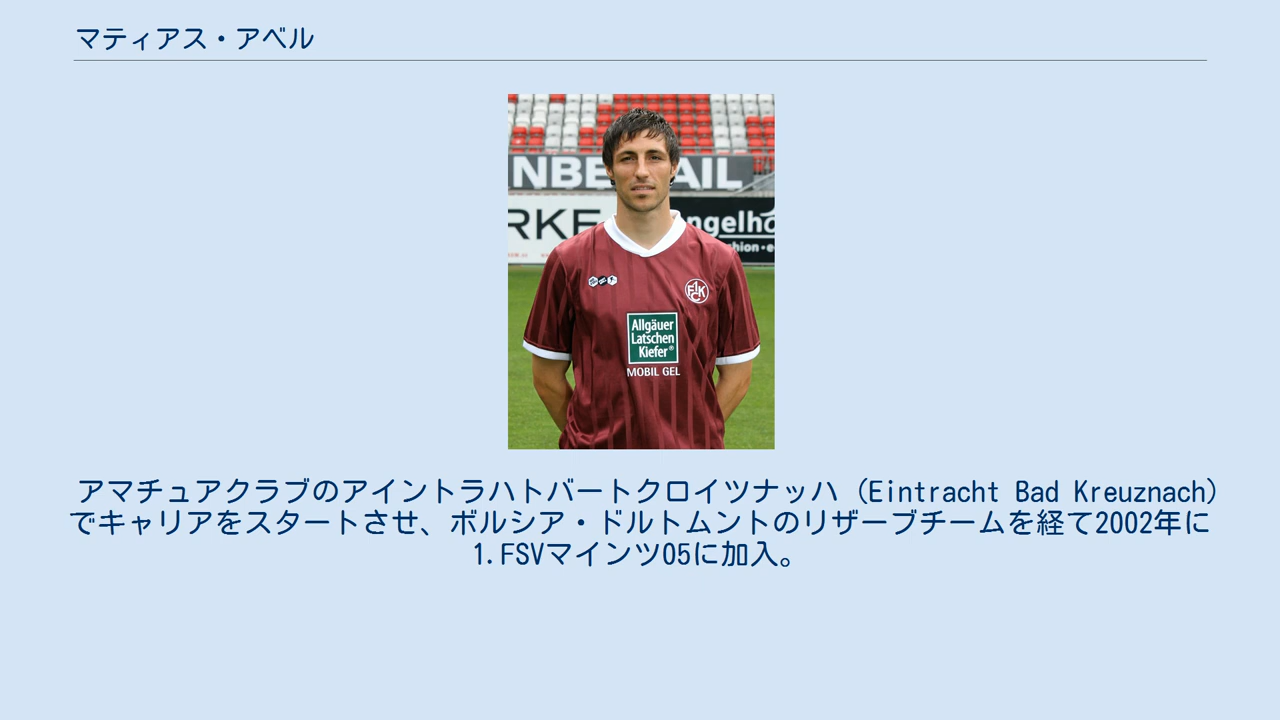 マティアス・アベル
NBE AIL
RKE
ngelho
hion • e
FCK
Allgäuer
Latschen
Kiefer®
MOBIL GEL
アマチュアクラブのアイントラハトバートクロイツナッハ (Eintracht Bad Kreuznach)
でキャリアをスタートさせ、ボルシア・ドルトムントのリザーブチームを経て2002年に
1.FSVマインツ05に加入。